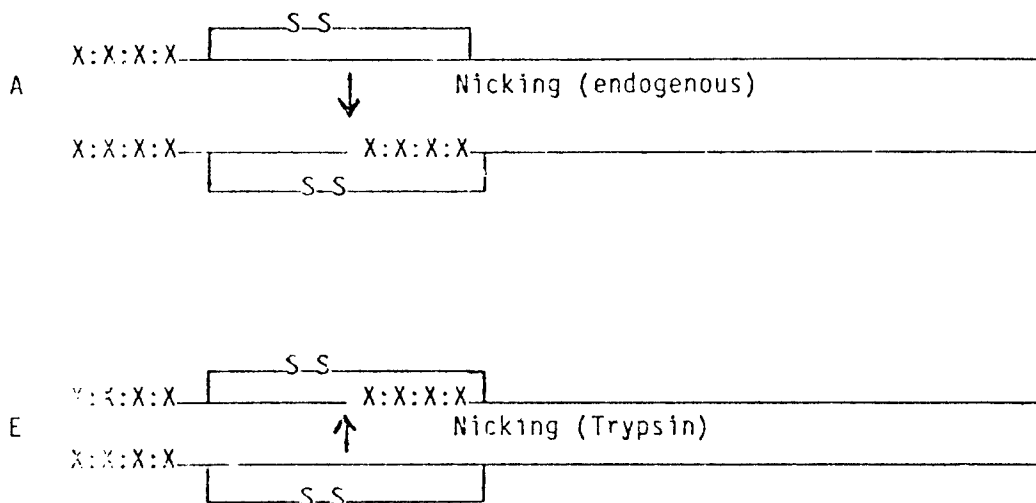 S S
X:X:X:X
A
Nicking (endogenous)
X:X:X:X X:X:X:X
S-S
S S
X:X:X X:X:X:X
E
Nicking (Trypsin)
X:X:X:X
S-S